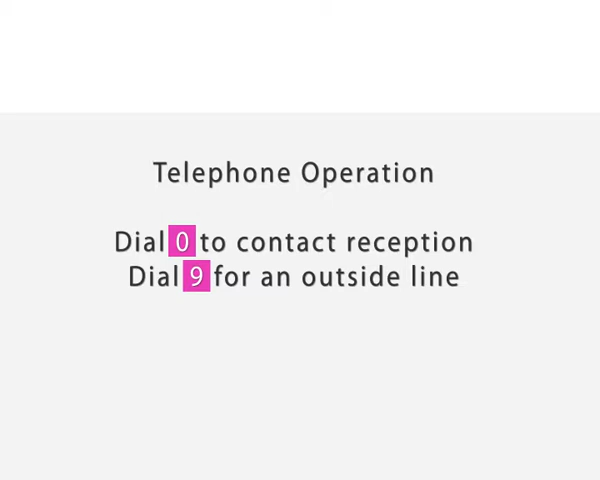 Telephone Operation
Dial 0 to contact reception
Dial 9 for an outside line